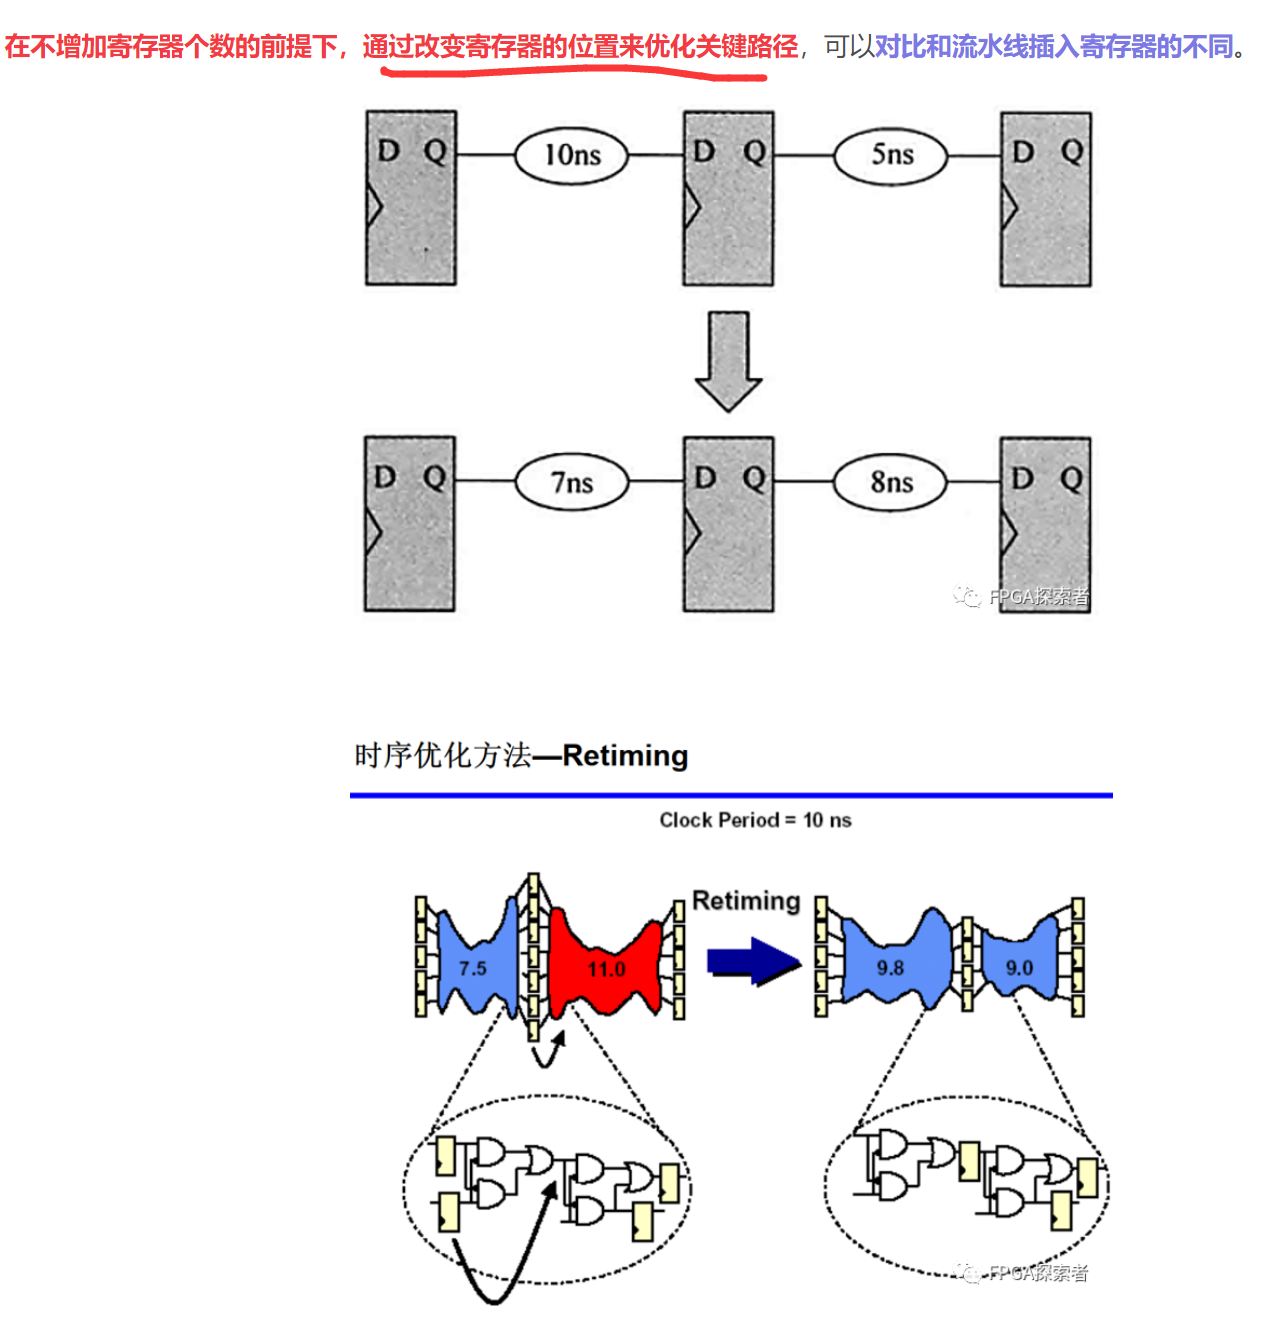 在不增加寄存器个数的前提下，通过改变寄存器的位置来优化关键路径，可以对比和流水线插入寄存器的不同。
D Q 10ns D Q 5ns D Q
D Q 7ns D Q 8ns D Q
FPGA探索者
时序优化方法—Retiming
Clock Period = 10 ns
Retiming
7.5 11.0 9.8 9.0
FPGA探索者